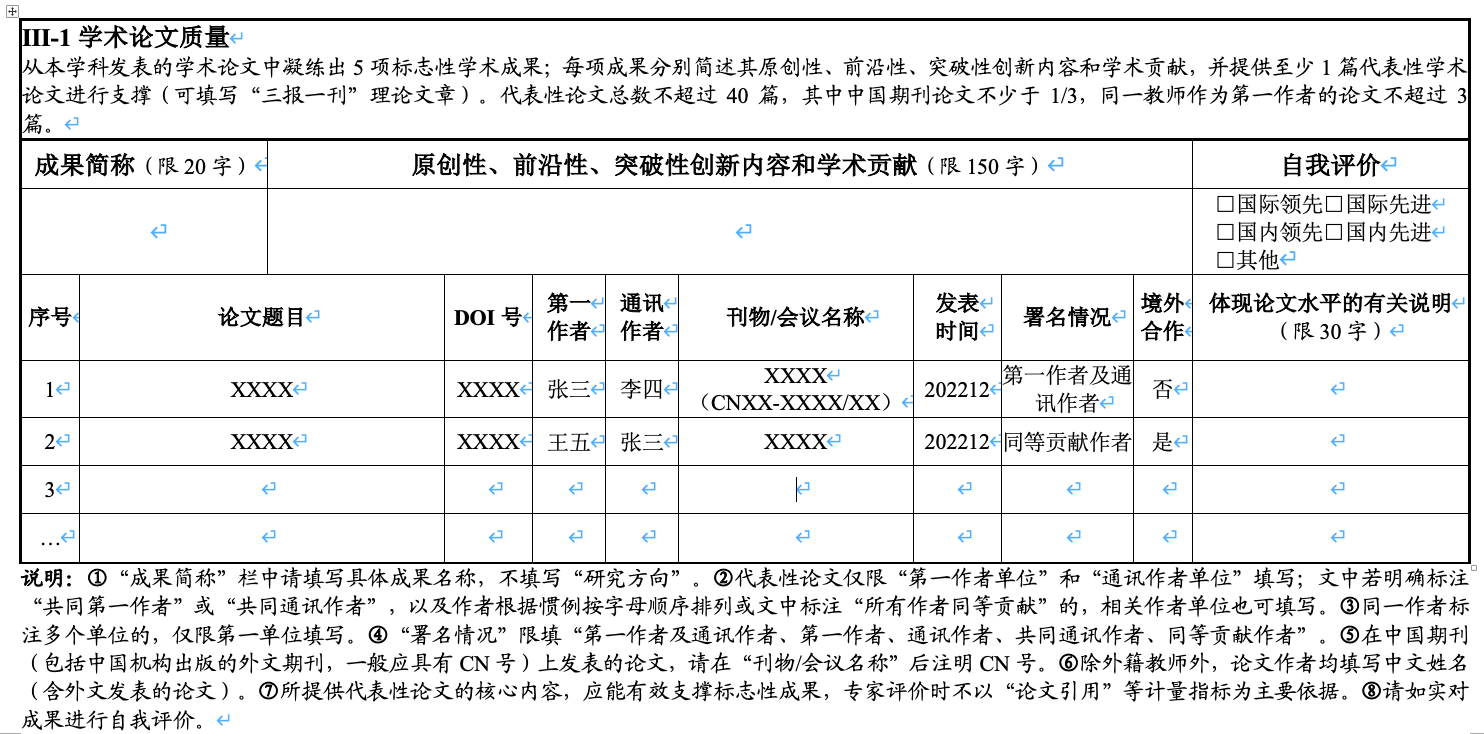 III-1 学术论文质量
从本学科发表的学术论文中凝练出 5 项标志性学术成果；每项成果分别简述其原创性、前沿性、突破性创新内容和学术贡献，并提供至少 1 篇代表性学术
论文进行支撑（可填写“三报一刊”理论文章）。代表性论文总数不超过 40 篇，其中中国期刊论文不少于 1/3，同一教师作为第一作者的论文不超过 3
篇。
成果简称（限 20 字） 原创性、前沿性、突破性创新内容和学术贡献（限 150 字） 自我评价
□国际领先□国际先进
□国内领先□国内先进
□其他
序号 论文题目 DOI 号 第一作者 通讯作者 刊物/会议名称 发表时间 署名情况 境外合作 体现论文水平的有关说明（限 30 字）
1 XXXX XXXX 张三 李四 XXXX（CNXX-XXXX/XX） 202212 第一作者及通讯作者 否
2 XXXX XXXX 王五 张三 XXXX 202212 同等贡献作者 是
3
…
说明：①“成果简称”栏中请填写具体成果名称，不填写“研究方向”。②代表性论文仅限“第一作者单位”和“通讯作者单位”填写；文中若明确标注
“共同第一作者”或“共同通讯作者”，以及作者根据惯例按字母顺序排列或文中标注“所有作者同等贡献”的，相关作者单位也可填写。③同一作者标
注多个单位的，仅限第一单位填写。④“署名情况”限填“第一作者及通讯作者、第一作者、通讯作者、共同通讯作者、同等贡献作者”。⑤在中国期刊
（包括中国机构出版的外文期刊，一般应具有 CN 号）上发表的论文，请在“刊物/会议名称”后注明 CN 号。⑥除外籍教师外，论文作者均填写中文姓名
（含外文发表的论文）。⑦所提供代表性论文的核心内容，应能有效支撑标志性成果，专家评价时不以“论文引用”等计量指标为主要依据。⑧请如实对
成果进行自我评价。